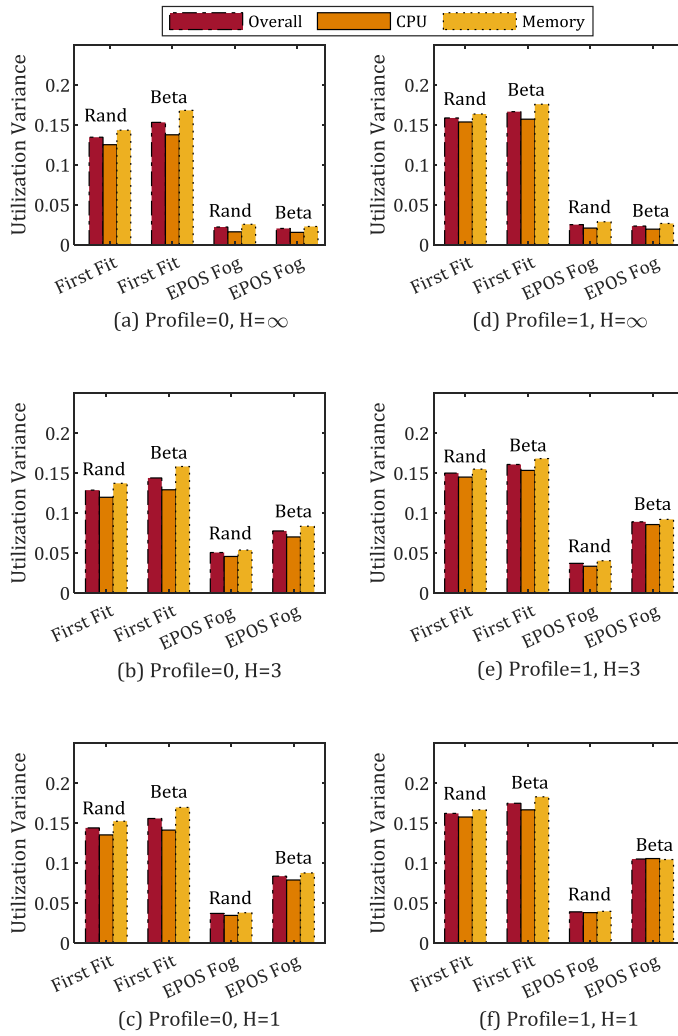 Overall CPU Memory
Utilization Variance
0.2
0.15
0.1
0.05
0
Rand
Beta
Rand
Beta
First Fit
First Fit
EPOS Fog
EPOS Fog
(a) Profile=0, H=∞
Utilization Variance
0.2
0.15
0.1
0.05
0
Rand
Beta
Rand
Beta
First Fit
First Fit
EPOS Fog
EPOS Fog
(d) Profile=1, H=∞
Utilization Variance
0.2
0.15
0.1
0.05
0
Rand
Beta
Rand
Beta
First Fit
First Fit
EPOS Fog
EPOS Fog
(b) Profile=0, H=3
Utilization Variance
0.2
0.15
0.1
0.05
0
Rand
Beta
Rand
Beta
First Fit
First Fit
EPOS Fog
EPOS Fog
(e) Profile=1, H=3
Utilization Variance
0.2
0.15
0.1
0.05
0
Rand
Beta
Rand
Beta
First Fit
First Fit
EPOS Fog
EPOS Fog
(c) Profile=0, H=1
Utilization Variance
0.2
0.15
0.1
0.05
0
Rand
Beta
Rand
Beta
First Fit
First Fit
EPOS Fog
EPOS Fog
(f) Profile=1, H=1